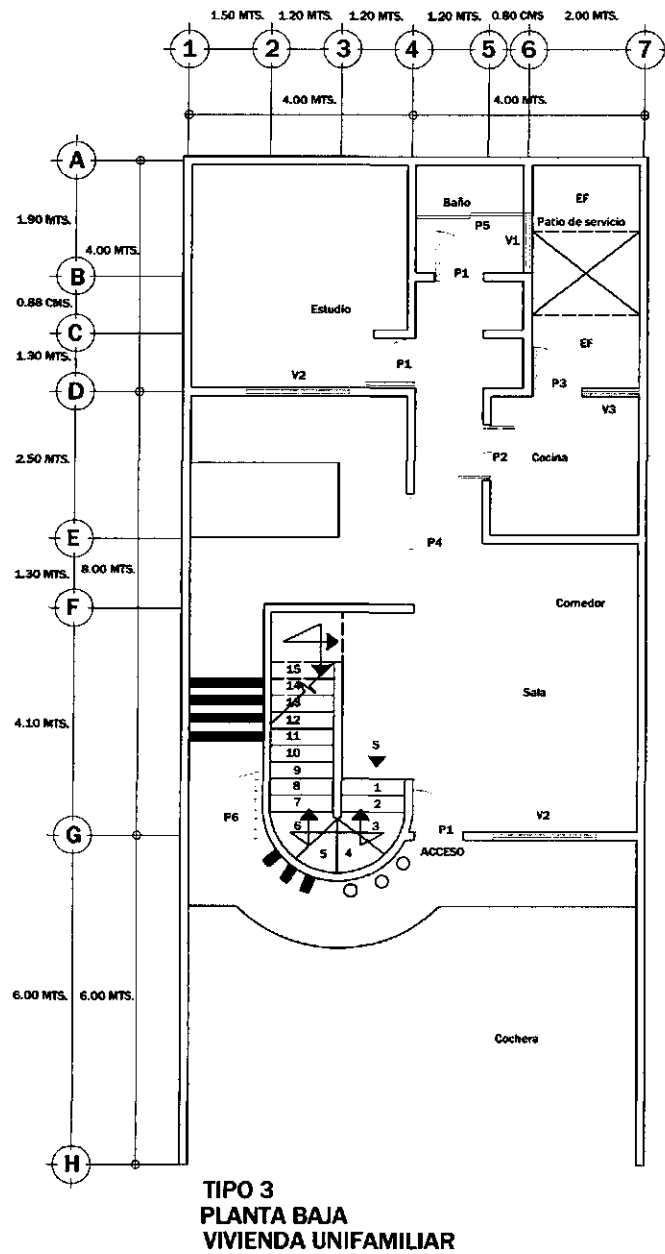 1.50 MTS. 1.20 MTS. 1.20 MTS. 1.20 MTS. 0.80 CMS 2.00 MTS.
1 2 3 4 5 6 7
4.00 MTS. 4.00 MTS.
A
1.90 MTS.
4.00 MTS.
B
0.88 CMS.
C
1.30 MTS.
D
2.50 MTS.
E
1.30 MTS. 8.00 MTS.
F
4.10 MTS.
G
6.00 MTS. 6.00 MTS.
H
Baño
P5
EF
Patio de servicio
V1
P1
Estudio
EF
P1
V2
P3
V3
P2
Cocina
P4
Comedor
Sala
15
14
13
12
11
10
9
8
7
6
5
4
3
2
1
S
P6
P1
V2
ACCESO
Cochera
TIPO 3
PLANTA BAJA
VIVIENDA UNIFAMILIAR